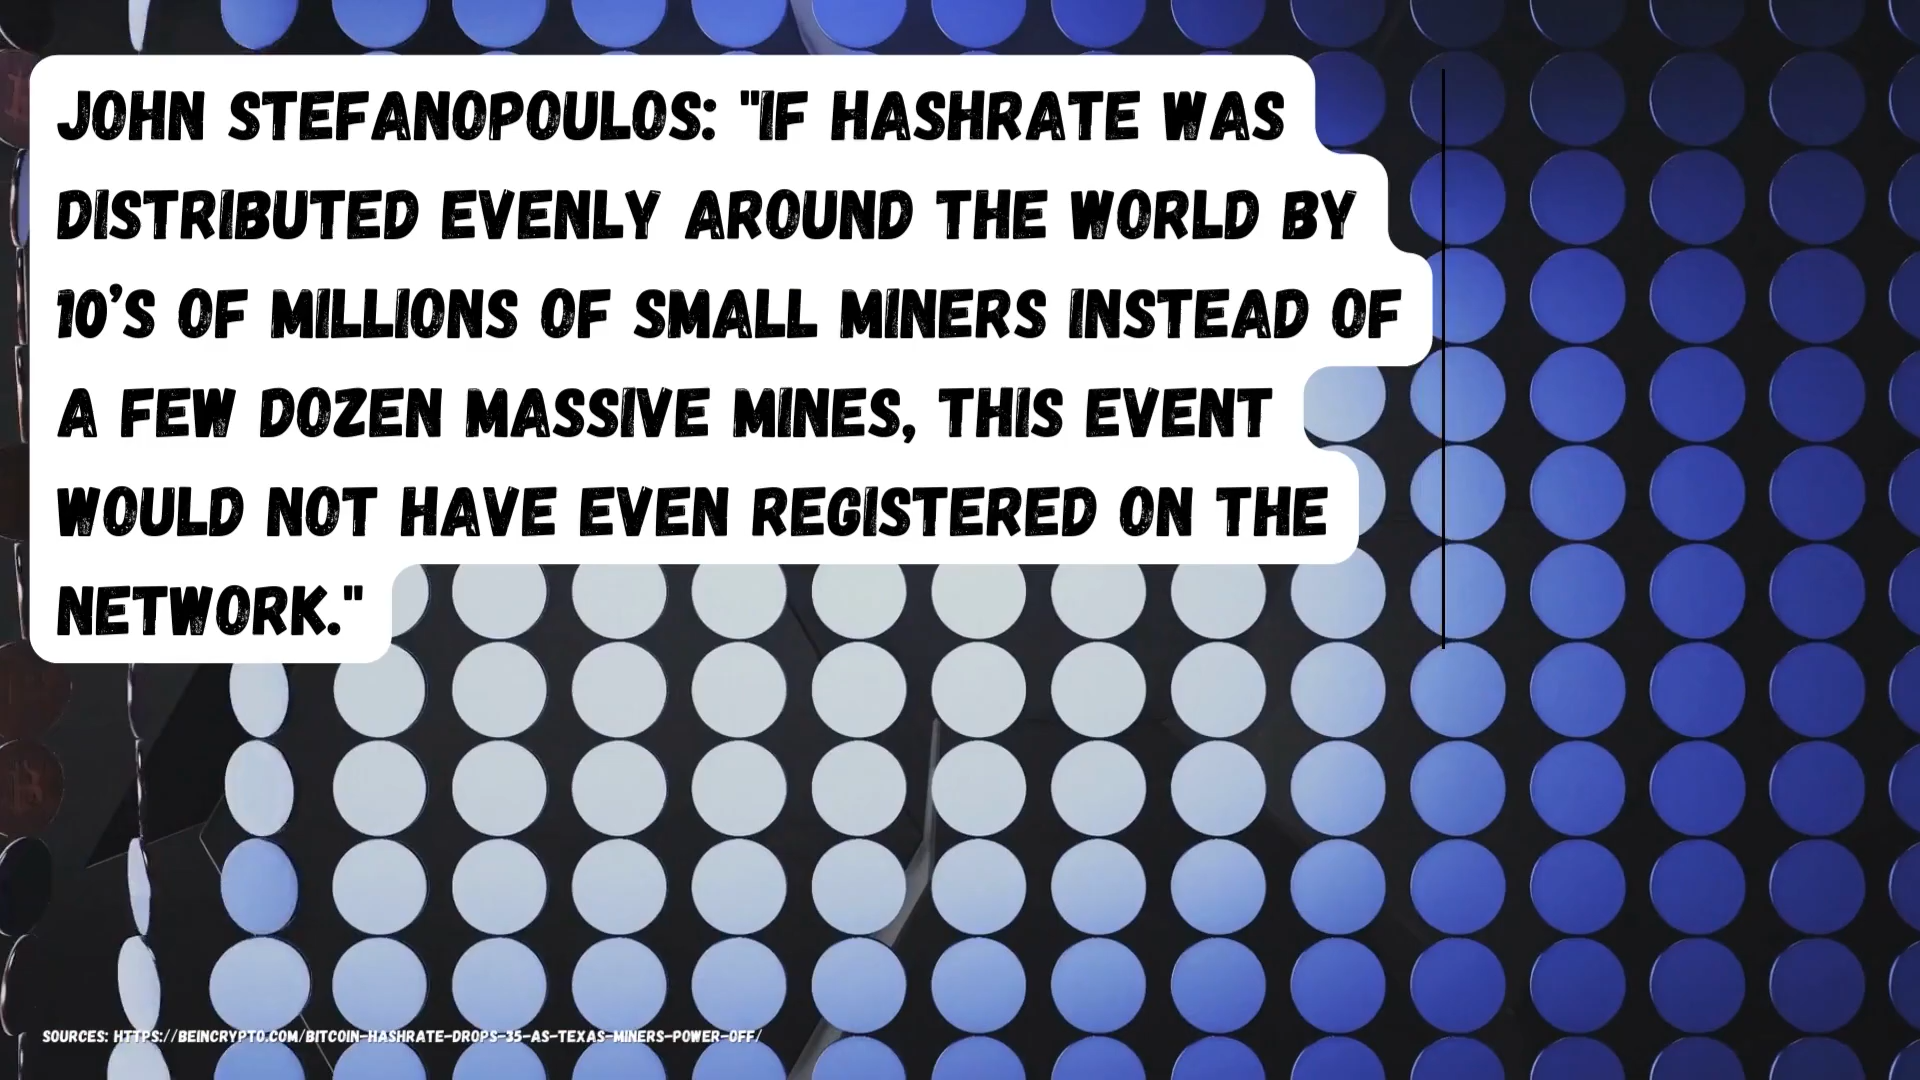 JOHN STEFANOPOULOS: "IF HASHRATE WAS
DISTRIBUTED EVENLY AROUND THE WORLD BY
10’S OF MILLIONS OF SMALL MINERS INSTEAD OF
A FEW DOZEN MASSIVE MINES, THIS EVENT
WOULD NOT HAVE EVEN REGISTERED ON THE
NETWORK."
SOURCES: HTTPS://BEINCRYPTO.COM/BITCOIN-HASHRATE-DROPS-35-AS-TEXAS-MINERS-POWER-OFF/